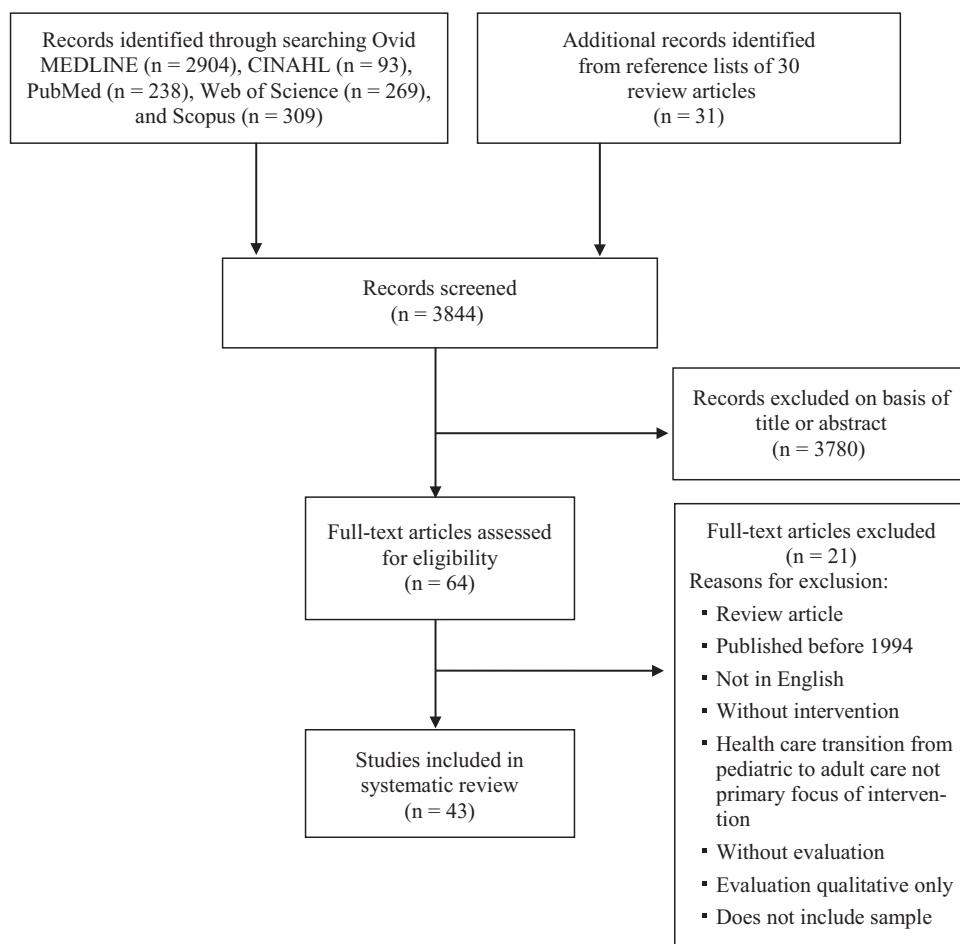 Records identified through searching Ovid
MEDLINE (n = 2904), CINAHL (n = 93),
PubMed (n = 238), Web of Science (n = 269),
and Scopus (n = 309)
Additional records identified
from reference lists of 30
review articles
(n = 31)
Records screened
(n = 3844)
Records excluded on basis of
title or abstract
(n = 3780)
Full-text articles assessed
for eligibility
(n = 64)
Full-text articles excluded
(n = 21)
Reasons for exclusion:
▪ Review article
▪ Published before 1994
▪ Not in English
▪ Without intervention
▪ Health care transition from
pediatric to adult care not
primary focus of interven-
tion
▪ Without evaluation
▪ Evaluation qualitative only
▪ Does not include sample
Studies included in
systematic review
(n = 43)